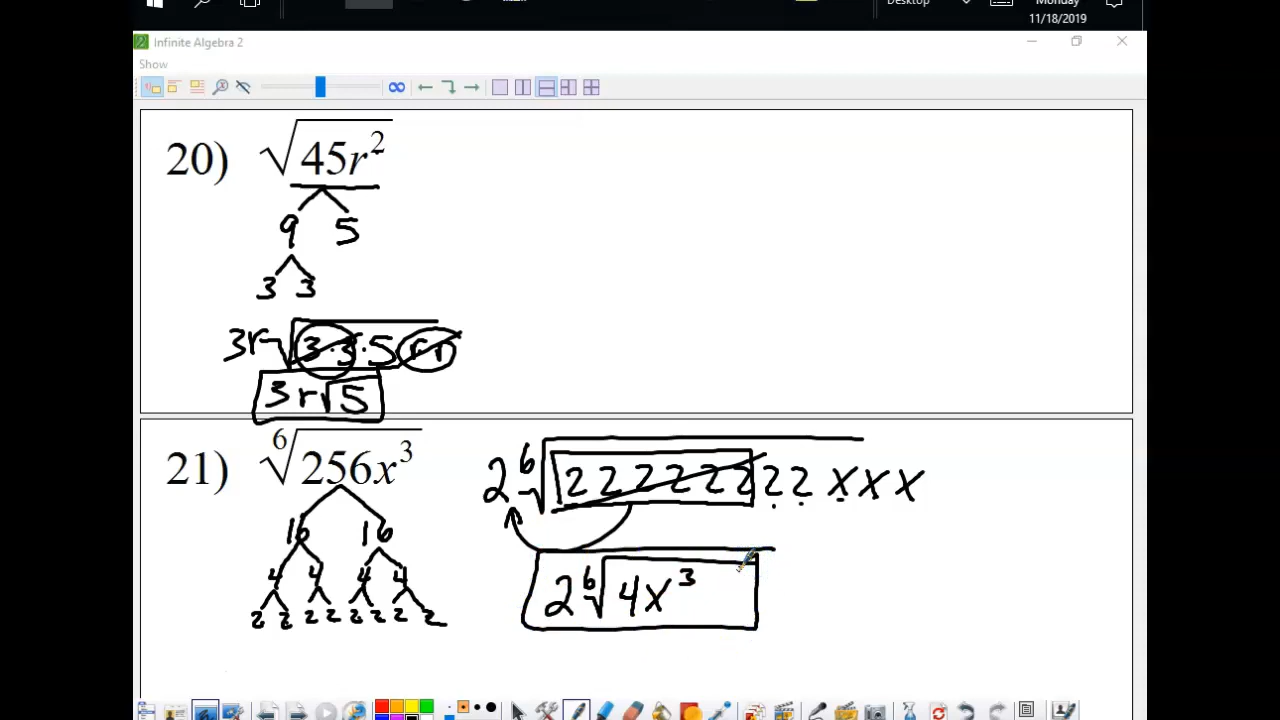 Desktop
Monday
11/18/2019
Infinite Algebra 2
Show
20) √45r²
9 5
3 3
3r√3·3·5 r r
3r√5
21) ⁶√256x³
16 16
4 4 4 4
2 2 2 2 2 2 2 2
2 ⁶√2 2 2 2 2 2 2 2 x x x
2 ⁶√4x³